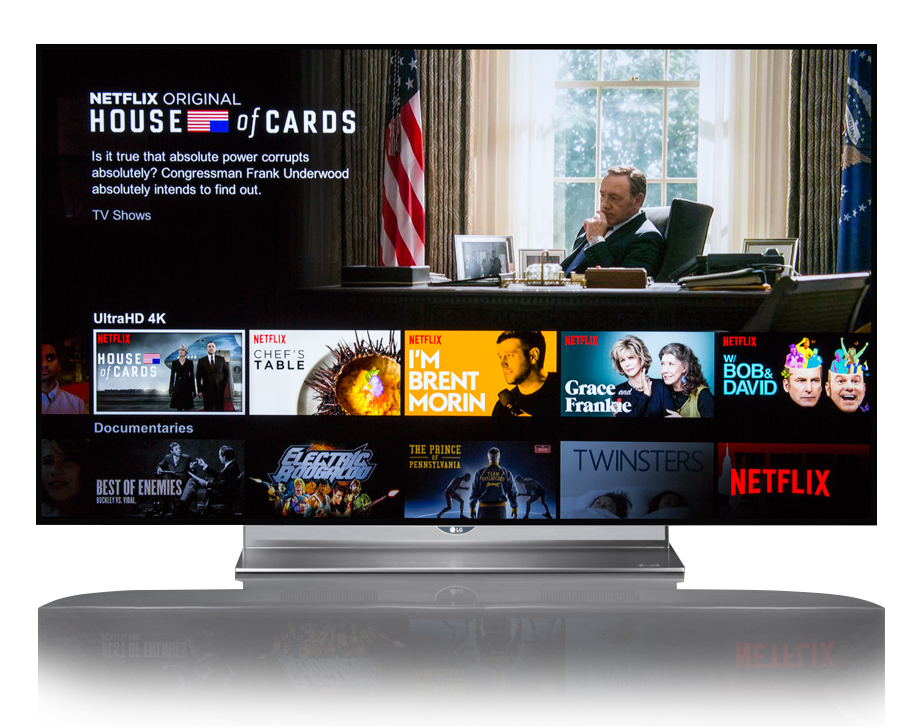 NETFLIX ORIGINAL
HOUSE of CARDS
Is it true that absolute power corrupts
absolutely? Congressman Frank Underwood
absolutely intends to find out.
TV Shows
UltraHD 4K
NETFLIX
HOUSE
of CARDS
NETFLIX
CHEF'S
TABLE
NETFLIX
I'M
BRENT
MORIN
NETFLIX
Grace and
Frankie
NETFLIX
W/
BOB &
DAVID
Documentaries
BEST OF ENEMIES
BUCKLEY VS. VIDAL.
ELECTRIC
BOOGALOO
THE PRINCE
OF
PENNSYLVANIA
TEAM
FOXCATCHER
TWINSTERS
NETFLIX
LG